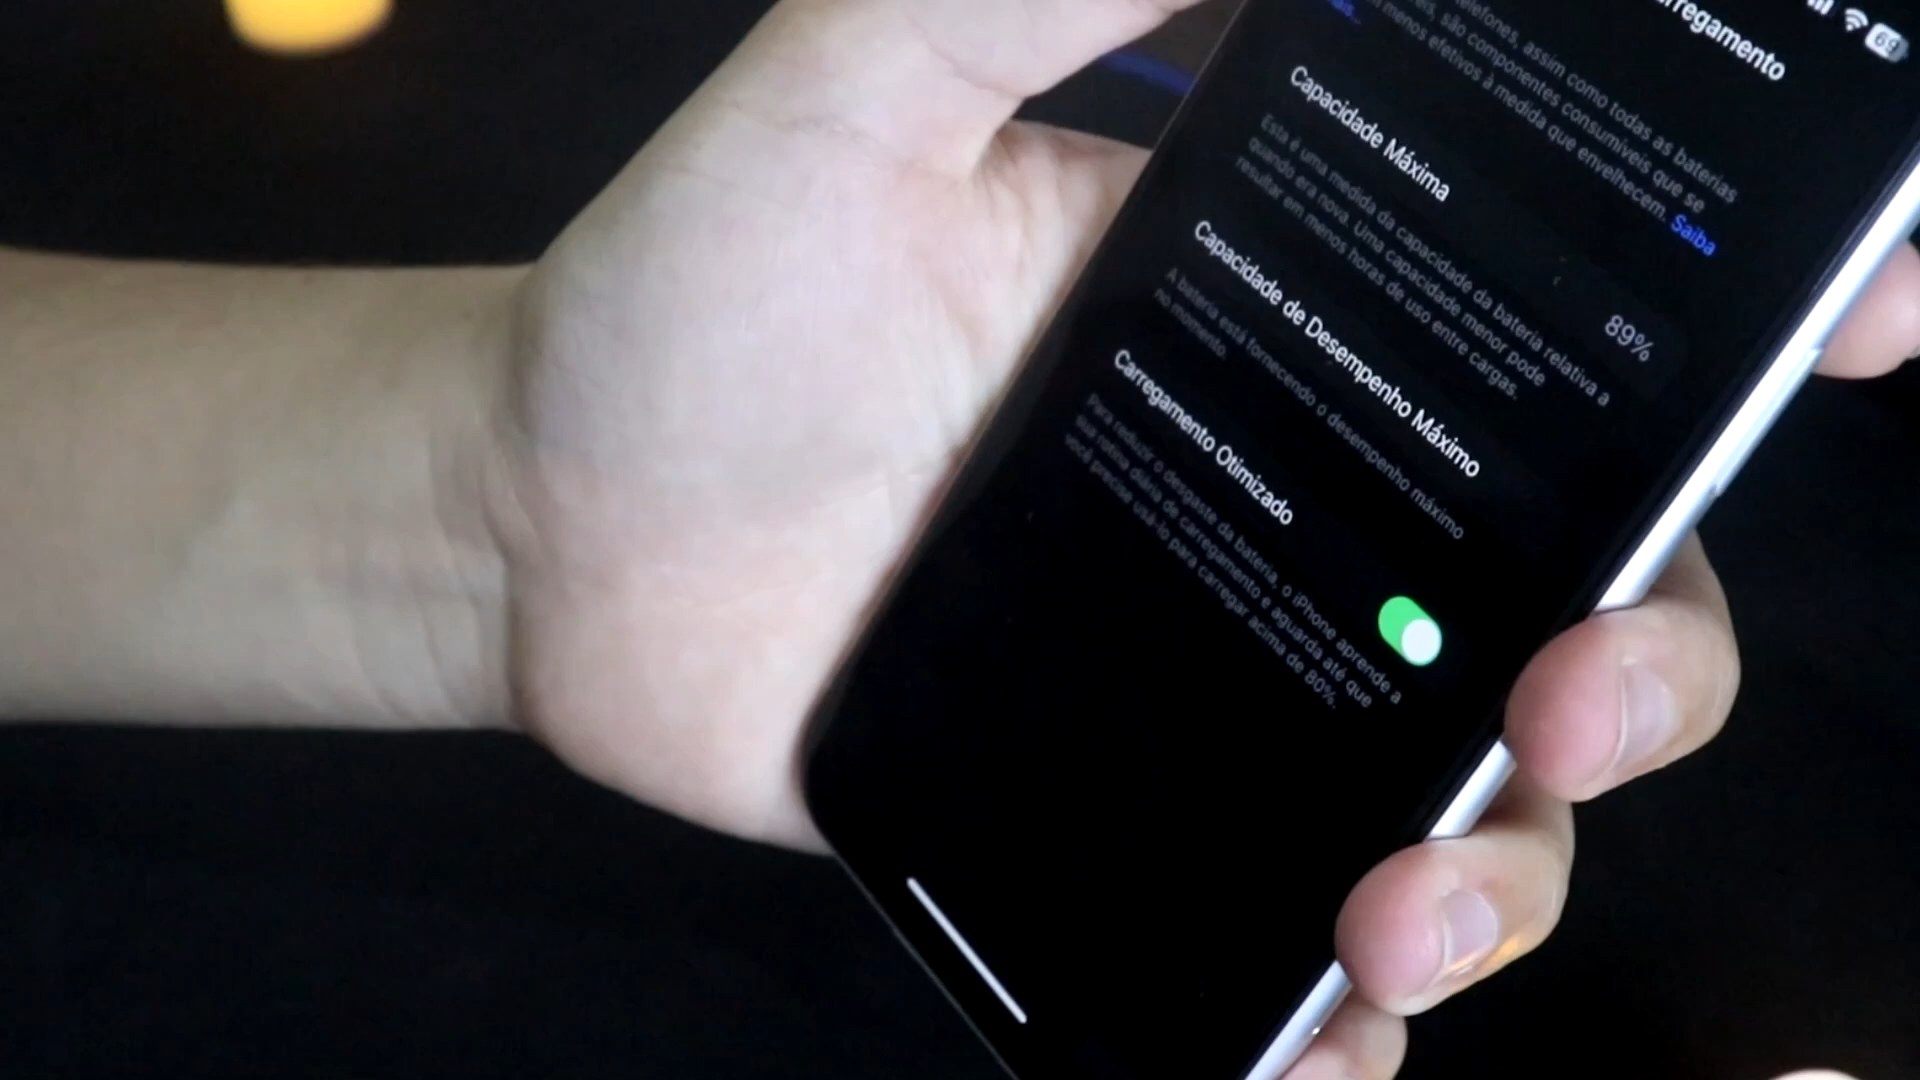 69
rregamento
telefones, assim como todas as baterias
is, são componentes consumíveis que se
m menos efetivos à medida que envelhecem. Saiba
mais...
Capacidade Máxima
89%
Esta é uma medida da capacidade da bateria relativa a
quando era nova. Uma capacidade menor pode
resultar em menos horas de uso entre cargas.
Capacidade de Desempenho Máximo
A bateria está fornecendo o desempenho máximo
no momento.
Carregamento Otimizado
Para reduzir o desgaste da bateria, o iPhone aprende a
sua rotina diária de carregamento e aguarda até que
você precise usá-lo para carregar acima de 80%.